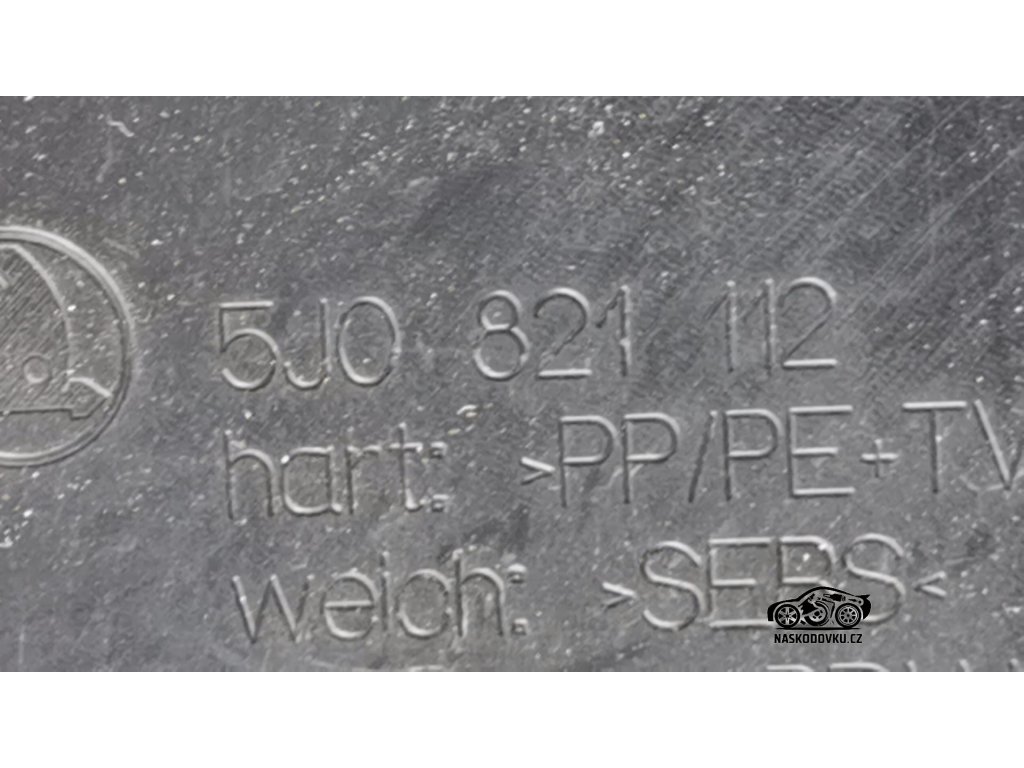 5J0 821 112
hart: >PP/PE+TV
weich: >SEBS<
NASKODOVKU.CZ